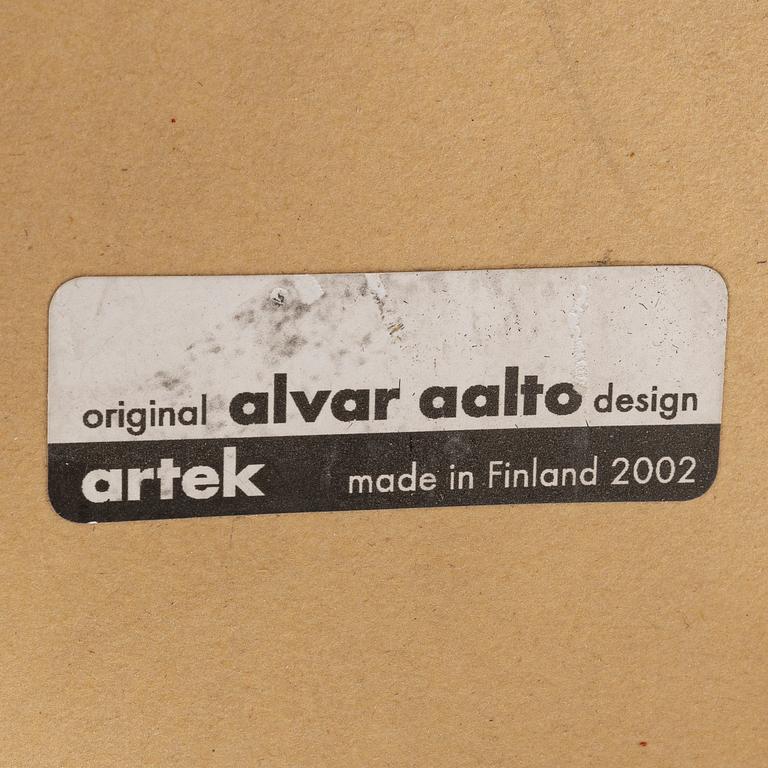 original alvar aalto design
artek made in Finland 2002